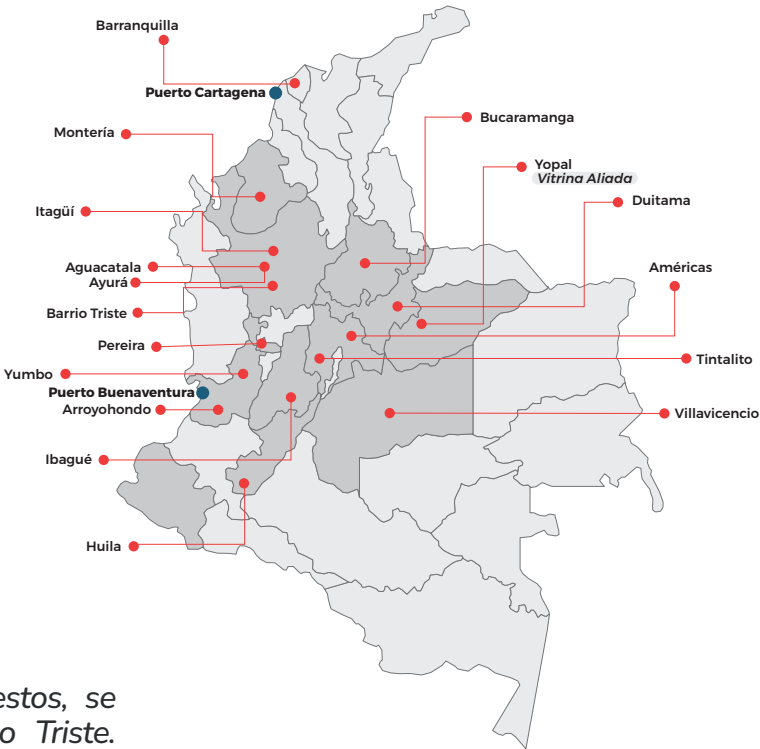 Barranquilla
Puerto Cartagena
Bucaramanga
Montería
Yopal
Vitrina Aliada
Duitama
Itagüí
Aguacatala
Américas
Ayurá
Barrio Triste
Pereira
Tintalito
Yumbo
Puerto Buenaventura
Arroyohondo
Villavicencio
Ibagué
Huila
estos, se
o Triste.